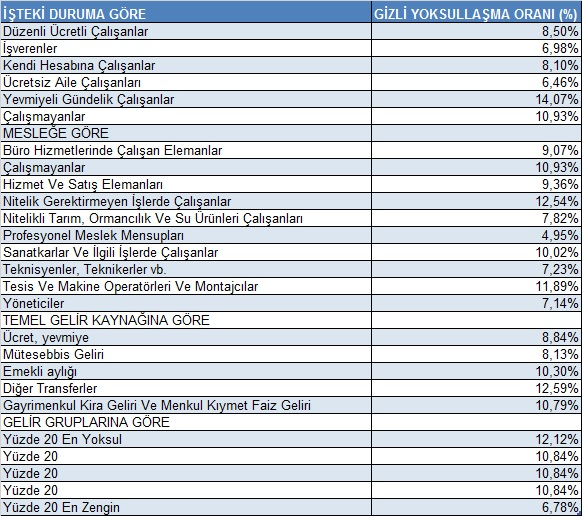 İŞTEKİ DURUMA GÖRE GİZLİ YOKSULLAŞMA ORANI (%)
Düzenli Ücretli Çalışanlar 8,50%
İşverenler 6,98%
Kendi Hesabına Çalışanlar 8,10%
Ücretsiz Aile Çalışanları 6,46%
Yevmiyeli Gündelik Çalışanlar 14,07%
Çalışmayanlar 10,93%
MESLEĞE GÖRE
Büro Hizmetlerinde Çalışan Elemanlar 9,07%
Çalışmayanlar 10,93%
Hizmet Ve Satış Elemanları 9,36%
Nitelik Gerektirmeyen İşlerde Çalışanlar 12,54%
Nitelikli Tarım, Ormancılık Ve Su Ürünleri Çalışanları 7,82%
Profesyonel Meslek Mensupları 4,95%
Sanatkarlar Ve İlgili İşlerde Çalışanlar 10,02%
Teknisyenler, Teknikerler vb. 7,23%
Tesis Ve Makine Operatörleri Ve Montajcılar 11,89%
Yöneticiler 7,14%
TEMEL GELİR KAYNAĞINA GÖRE
Ücret, yevmiye 8,84%
Mütesebbis Geliri 8,13%
Emekli aylığı 10,30%
Diğer Transferler 12,59%
Gayrimenkul Kira Geliri Ve Menkul Kıymet Faiz Geliri 10,79%
GELİR GRUPLARINA GÖRE
Yüzde 20 En Yoksul 12,12%
Yüzde 20 10,84%
Yüzde 20 10,84%
Yüzde 20 10,84%
Yüzde 20 En Zengin 6,78%